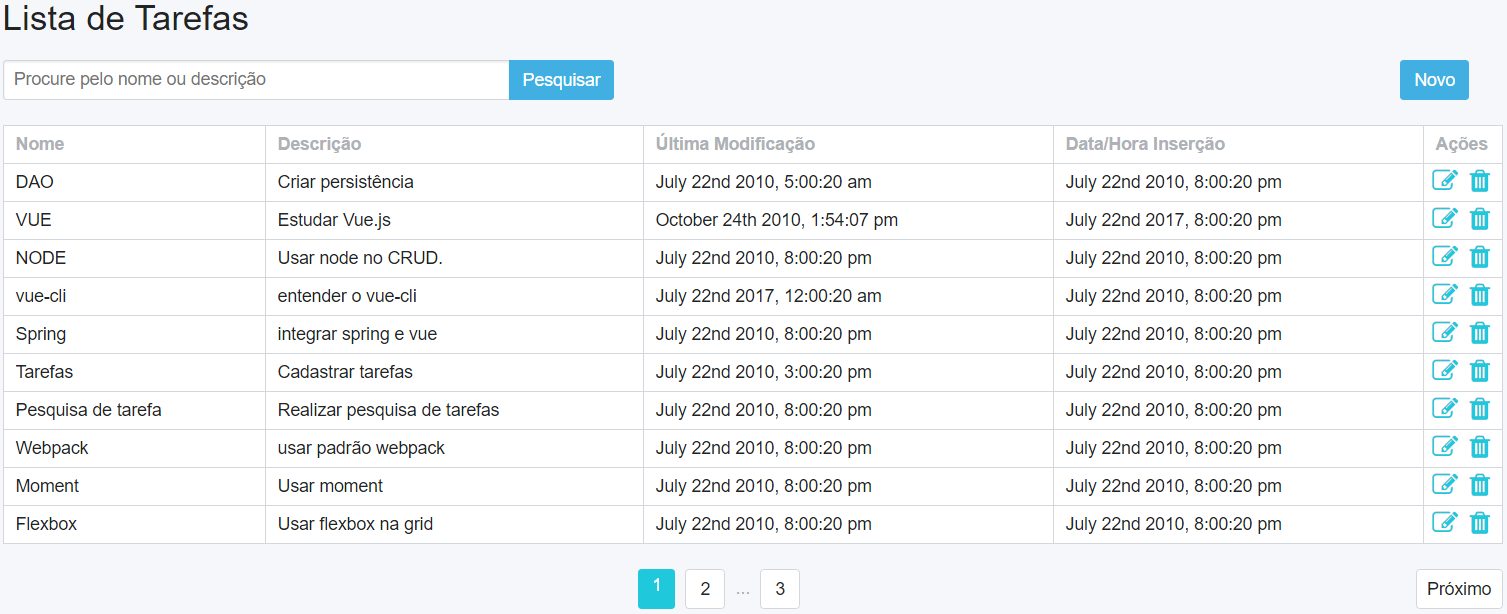 Lista de Tarefas
Procure pelo nome ou descrição Pesquisar Novo
Nome Descrição Última Modificação Data/Hora Inserção Ações
DAO Criar persistência July 22nd 2010, 5:00:20 am July 22nd 2010, 8:00:20 pm
VUE Estudar Vue.js October 24th 2010, 1:54:07 pm July 22nd 2017, 8:00:20 pm
NODE Usar node no CRUD. July 22nd 2010, 8:00:20 pm July 22nd 2010, 8:00:20 pm
vue-cli entender o vue-cli July 22nd 2017, 12:00:20 am July 22nd 2010, 8:00:20 pm
Spring integrar spring e vue July 22nd 2010, 8:00:20 pm July 22nd 2010, 8:00:20 pm
Tarefas Cadastrar tarefas July 22nd 2010, 3:00:20 pm July 22nd 2010, 8:00:20 pm
Pesquisa de tarefa Realizar pesquisa de tarefas July 22nd 2010, 8:00:20 pm July 22nd 2010, 8:00:20 pm
Webpack usar padrão webpack July 22nd 2010, 8:00:20 pm July 22nd 2010, 8:00:20 pm
Moment Usar moment July 22nd 2010, 8:00:20 pm July 22nd 2010, 8:00:20 pm
Flexbox Usar flexbox na grid July 22nd 2010, 8:00:20 pm July 22nd 2010, 8:00:20 pm
1 2 ... 3 Próximo